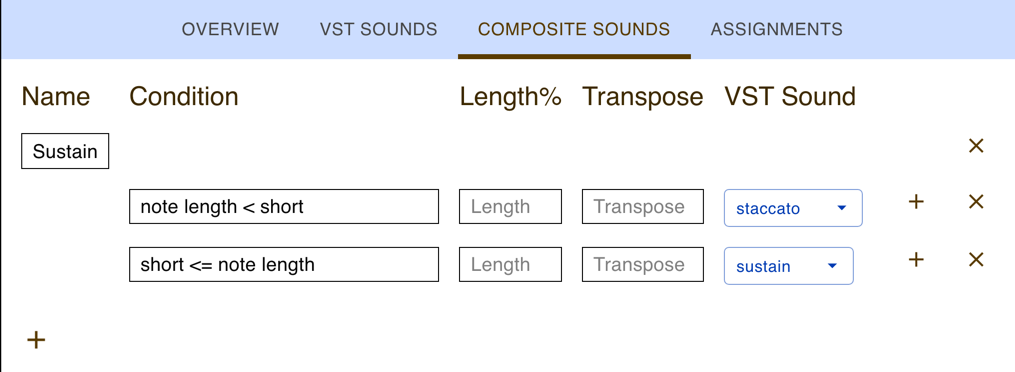 OVERVIEW VST SOUNDS COMPOSITE SOUNDS ASSIGNMENTS
Name Condition Length% Transpose VST Sound
Sustain
note length < short Length Transpose staccato
short <= note length Length Transpose sustain